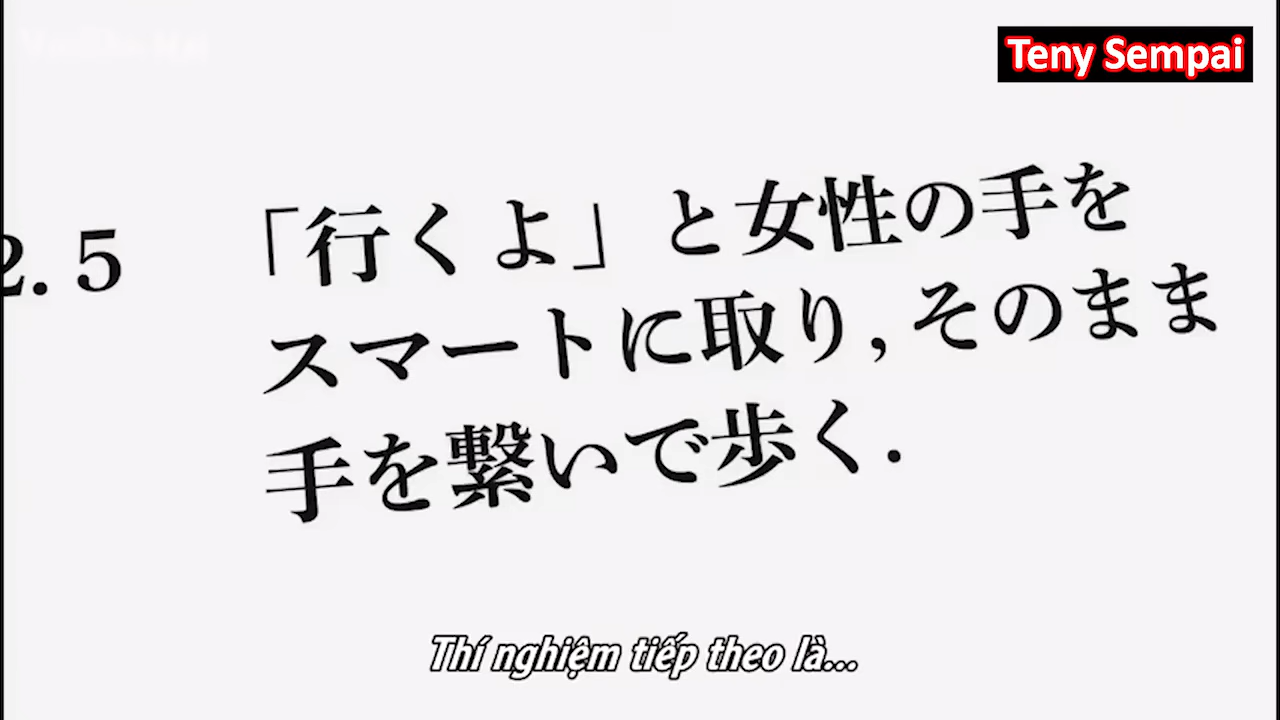 Teny Sempai
2. 5
「行くよ」と女性の手を
スマートに取り, そのまま
手を繋いで歩く.
Thí nghiệm tiếp theo là...